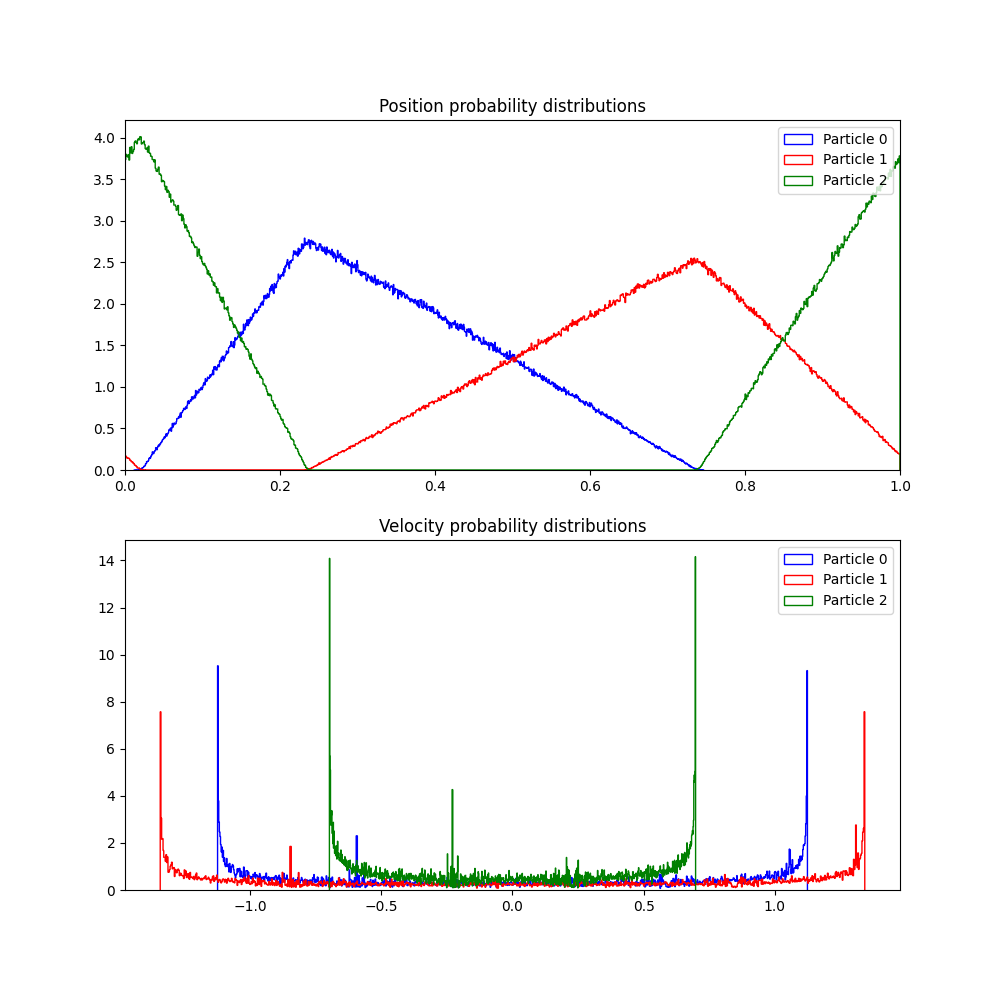 Position probability distributions
4.0
3.5
3.0
2.5
2.0
1.5
1.0
0.5
0.0
Particle 0
Particle 1
Particle 2
0.0 0.2 0.4 0.6 0.8 1.0
Velocity probability distributions
14
12
10
8
6
4
2
0
Particle 0
Particle 1
Particle 2
−1.0 −0.5 0.0 0.5 1.0